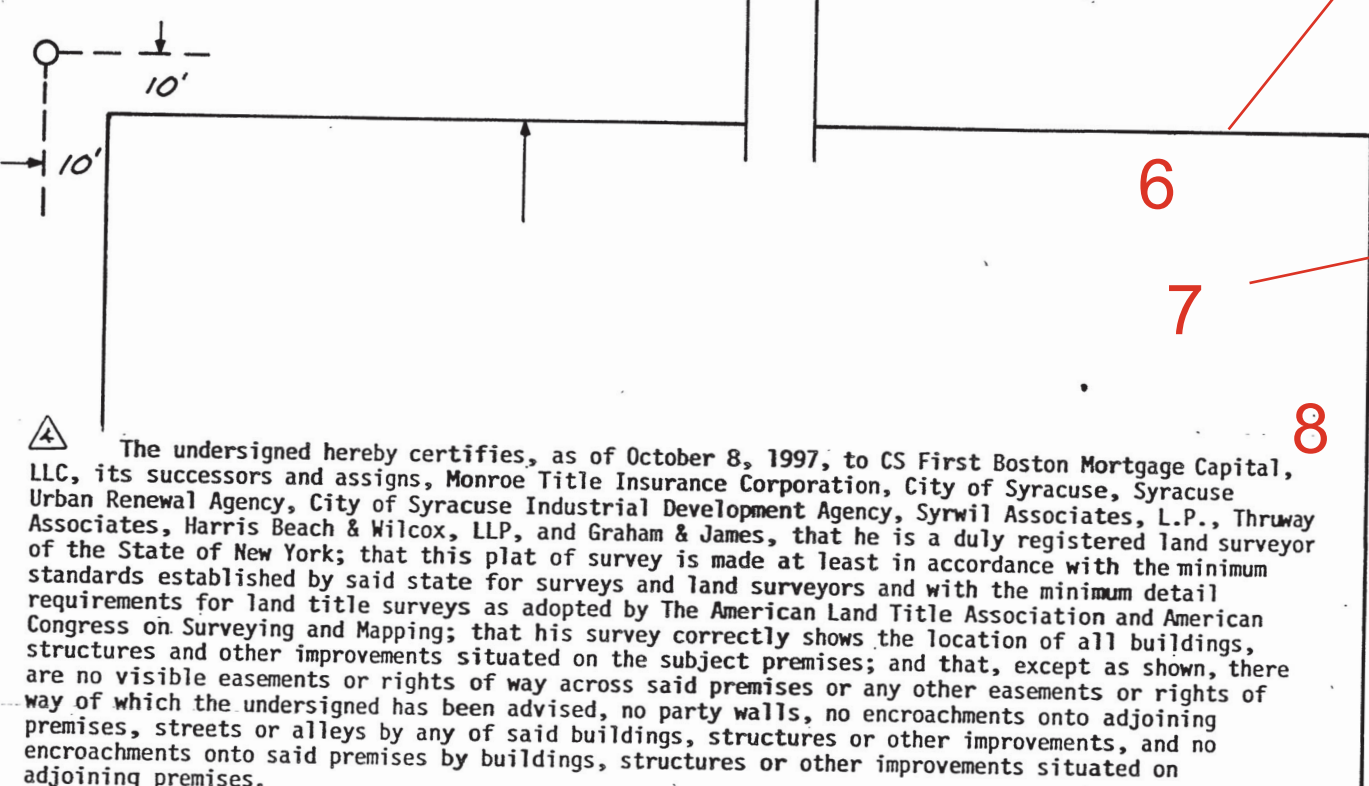 10'
10'
6
7
8
4
The undersigned hereby certifies, as of October 8, 1997, to CS First Boston Mortgage Capital,
LLC, its successors and assigns, Monroe Title Insurance Corporation, City of Syracuse, Syracuse
Urban Renewal Agency, City of Syracuse Industrial Development Agency, Syrwil Associates, L.P., Thruway
Associates, Harris Beach & Wilcox, LLP, and Graham & James, that he is a duly registered land surveyor
of the State of New York; that this plat of survey is made at least in accordance with the minimum
standards established by said state for surveys and land surveyors and with the minimum detail
requirements for land title surveys as adopted by The American Land Title Association and American
Congress on Surveying and Mapping; that his survey correctly shows the location of all buildings,
structures and other improvements situated on the subject premises; and that, except as shown, there
are no visible easements or rights of way across said premises or any other easements or rights of
way of which the undersigned has been advised, no party walls, no encroachments onto adjoining
premises, streets or alleys by any of said buildings, structures or other improvements, and no
encroachments onto said premises by buildings, structures or other improvements situated on
adjoining premises.